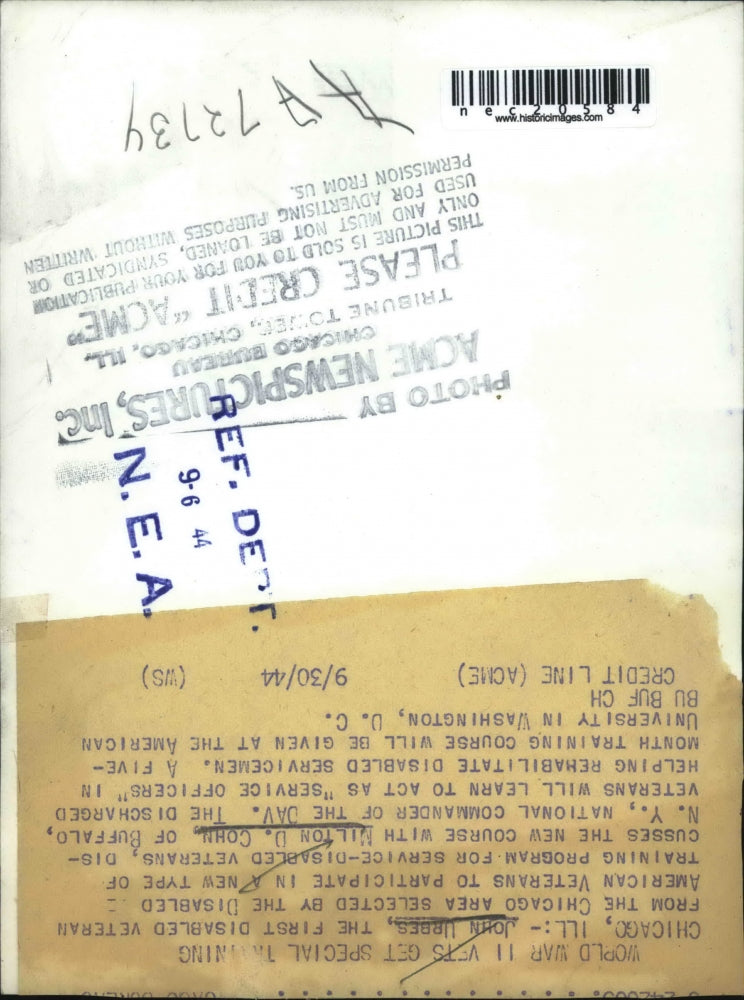 nec20584
www.historicimages.com
72134
PHOTO BY
ACME NEWSPICTURES, Inc.
CHICAGO BUREAU
TRIBUNE TOWER, CHICAGO, ILL.
PLEASE CREDIT "ACME"
THIS PICTURE IS SOLD TO YOU FOR YOUR PUBLICATION
ONLY AND MUST NOT BE LOANED, SYNDICATED OR
USED FOR ADVERTISING PURPOSES WITHOUT WRITTEN
PERMISSION FROM US.
REF. DEPT.
9-6 44
N.E.A.
WORLD WAR II VETS GET SPECIAL TRAINING
CHICAGO, ILL:- JOHN URBES, THE FIRST DISABLED VETERAN
FROM THE CHICAGO AREA SELECTED BY THE DISABLED
AMERICAN VETERANS TO PARTICIPATE IN A NEW TYPE OF
TRAINING PROGRAM FOR SERVICE-DISABLED VETERANS, DIS-
CUSSES THE NEW COURSE WITH MILTON D. COHN, OF BUFFALO,
N. Y., NATIONAL COMMANDER OF THE DAV. THE DISCHARGED
VETERANS WILL LEARN TO ACT AS "SERVICE OFFICERS" IN
HELPING REHABILITATE DISABLED SERVICEMEN. A FIVE-
MONTH TRAINING COURSE WILL BE GIVEN AT THE AMERICAN
UNIVERSITY IN WASHINGTON, D. C.
BU BUF CH
CREDIT LINE (ACME) 9/30/44 (WS)